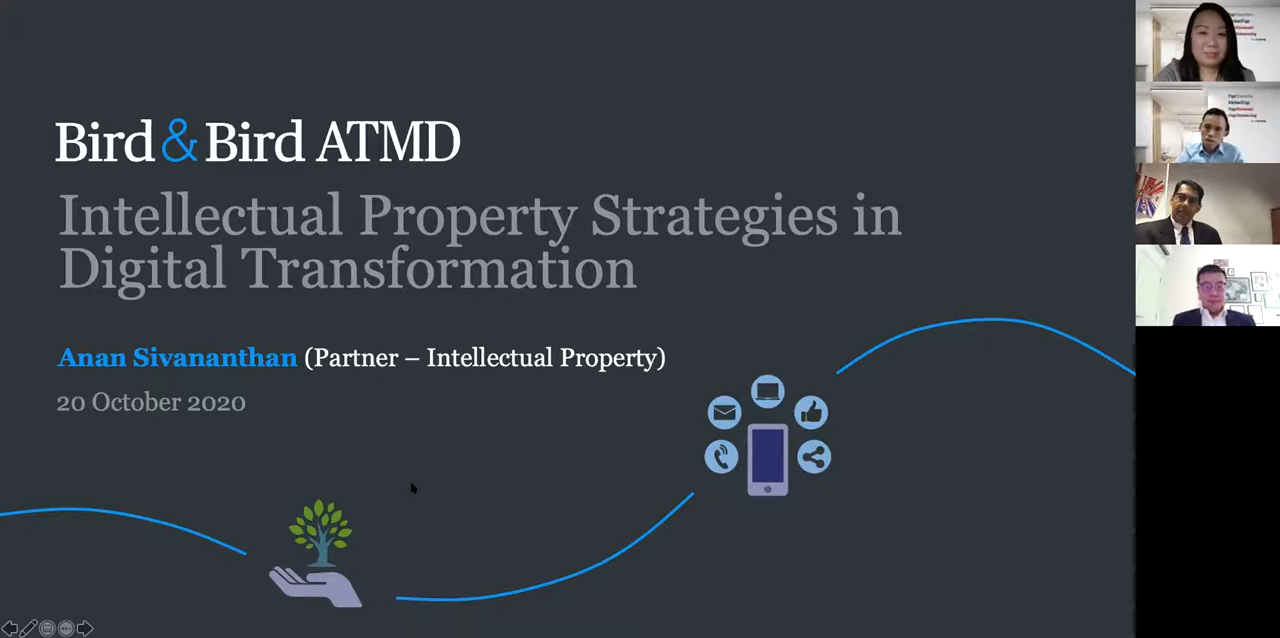 Bird & Bird ATMD
Intellectual Property Strategies in
Digital Transformation
Anan Sivananthan (Partner – Intellectual Property)
20 October 2020